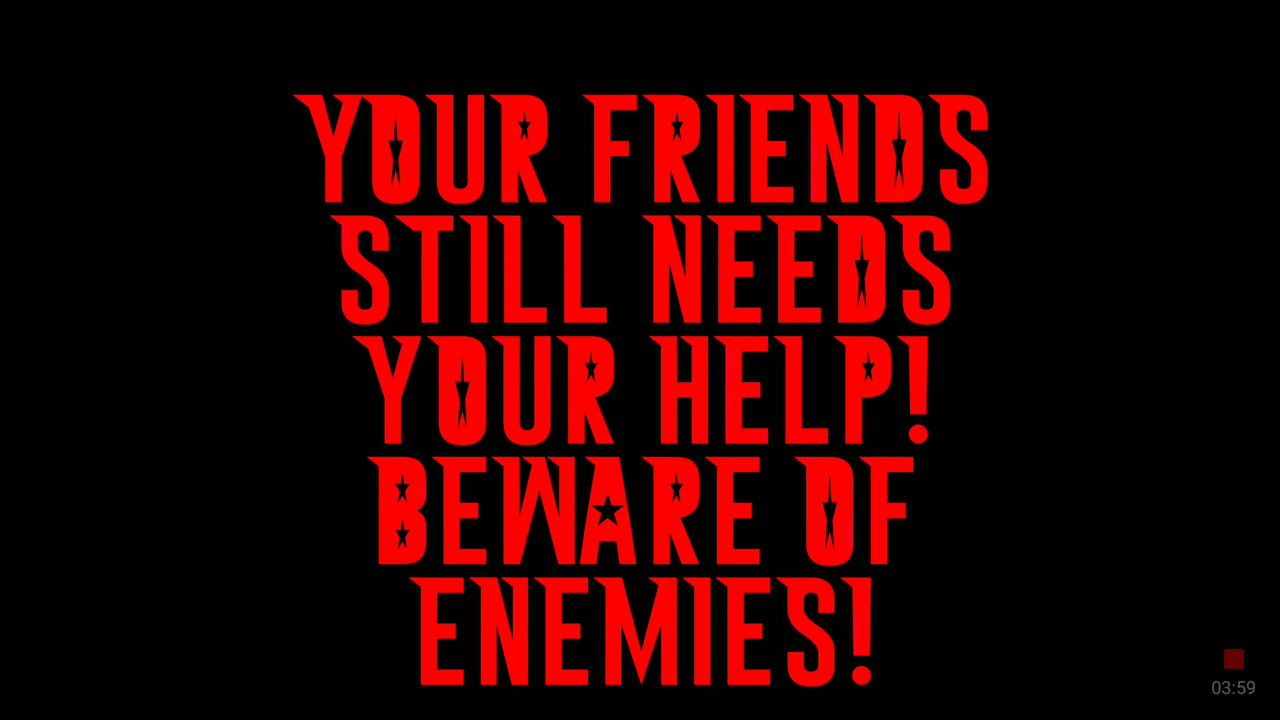 YOUR FRIENDS
STILL NEEDS
YOUR HELP!
BEWARE OF
ENEMIES!
03:59